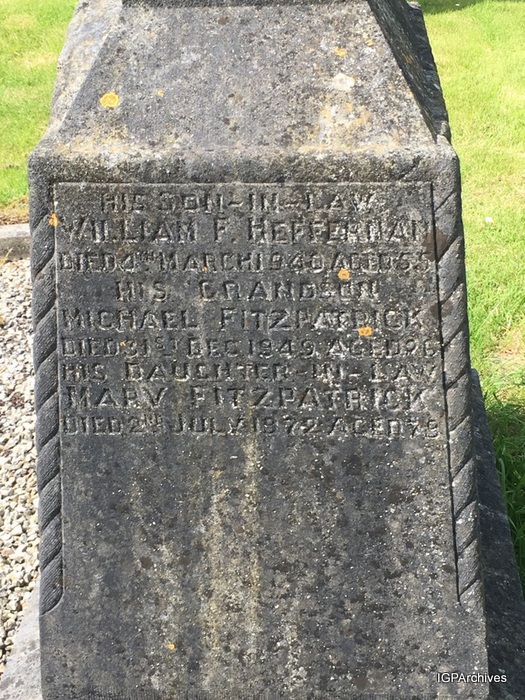 HIS SON-IN-LAW
WILLIAM F. HEFFERNAN
DIED 4TH MARCH 1940 AGED 55
HIS GRANDSON
MICHAEL FITZPATRICK
DIED 31ST DEC 1949 AGED 26
HIS DAUGHTER-IN-LAW
MARY FITZPATRICK
DIED 2ND JULY 1972 AGED 78
IGPArchives